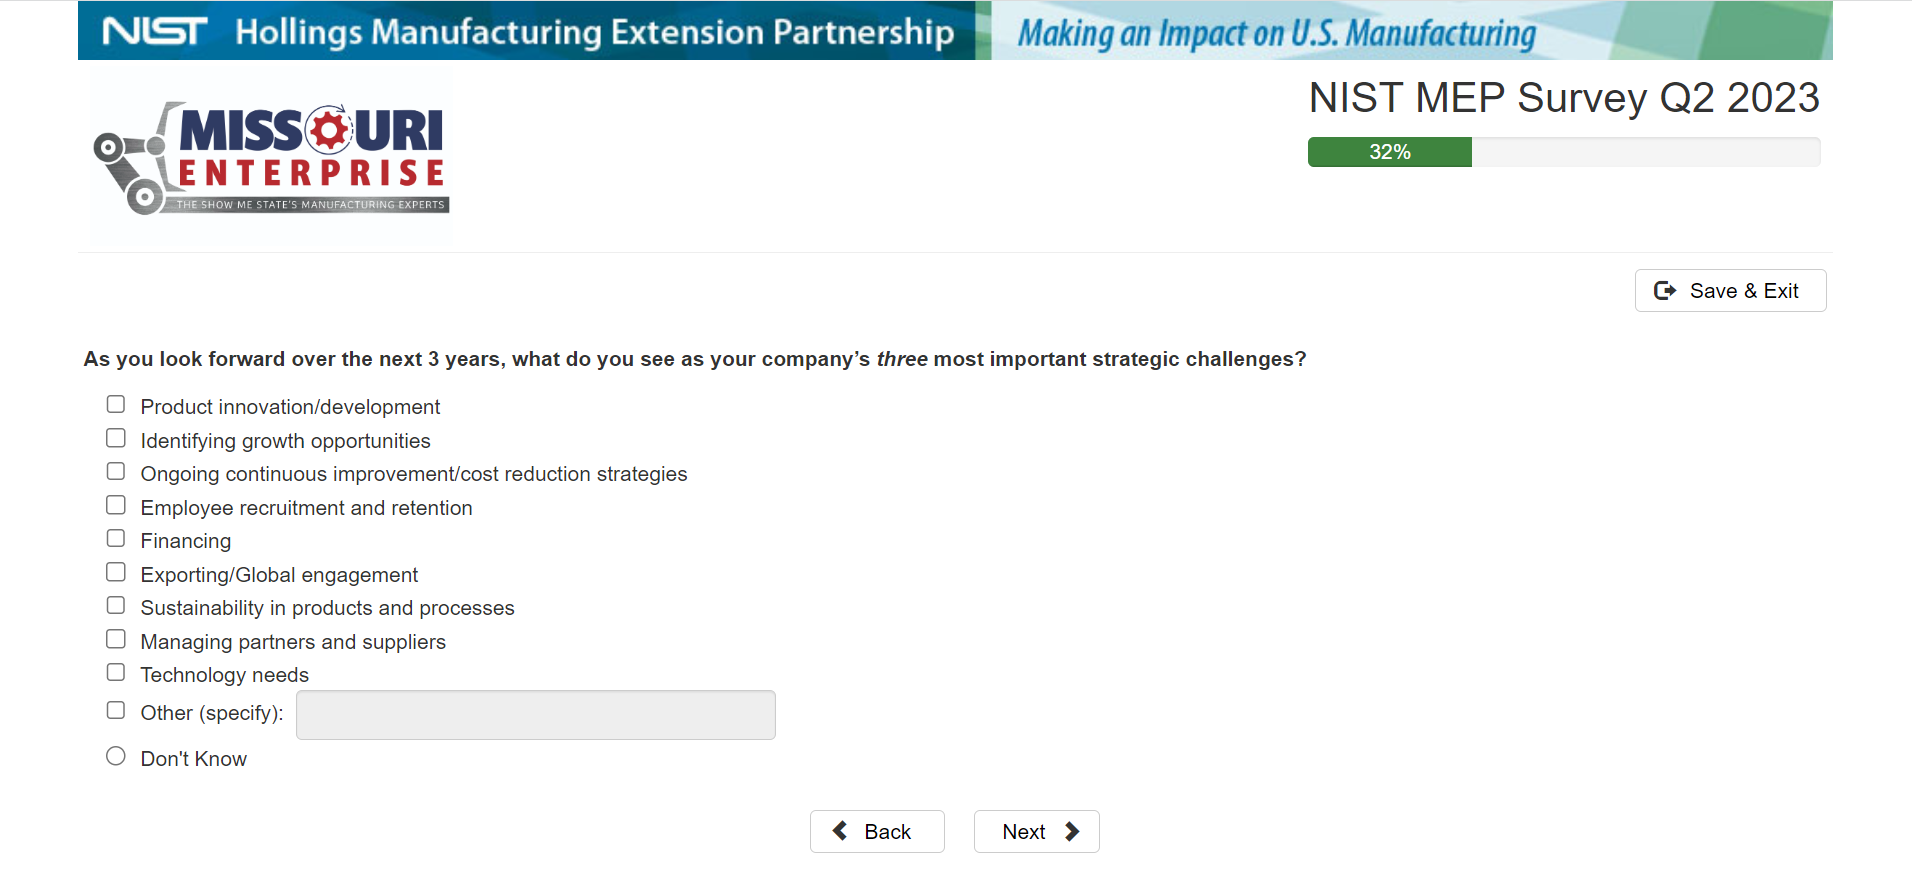 NIST Hollings Manufacturing Extension Partnership Making an Impact on U.S. Manufacturing
MISSOURI
ENTERPRISE
THE SHOW ME STATE'S MANUFACTURING EXPERTS
NIST MEP Survey Q2 2023
32%
Save & Exit
As you look forward over the next 3 years, what do you see as your company’s three most important strategic challenges?
Product innovation/development
Identifying growth opportunities
Ongoing continuous improvement/cost reduction strategies
Employee recruitment and retention
Financing
Exporting/Global engagement
Sustainability in products and processes
Managing partners and suppliers
Technology needs
Other (specify):
Don't Know
Back Next